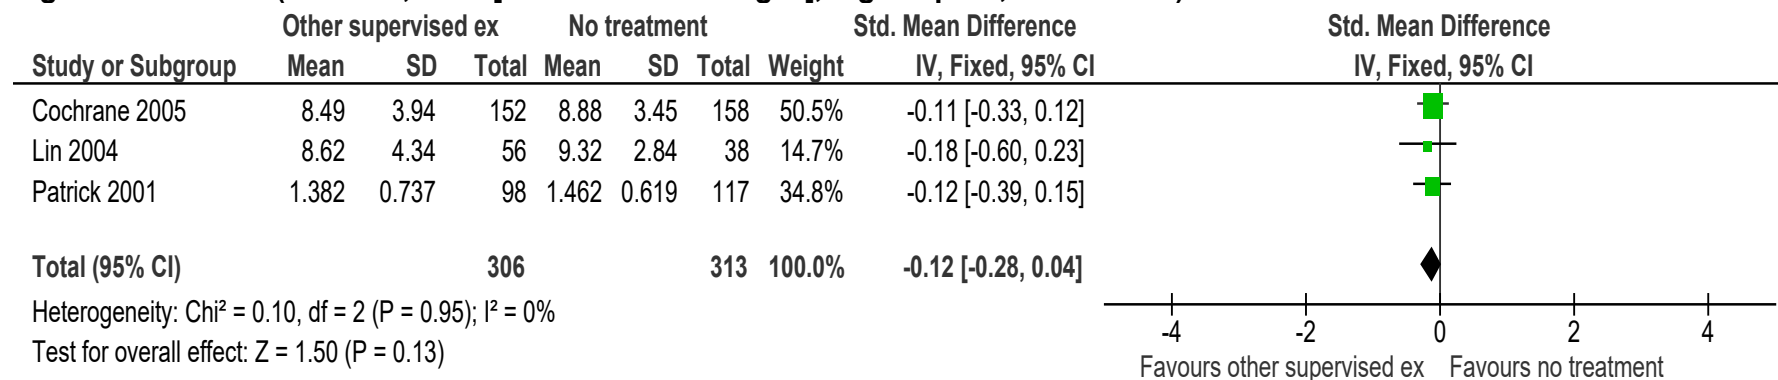 Other supervised ex No treatment Std. Mean Difference Std. Mean Difference
Study or Subgroup Mean SD Total Mean SD Total Weight IV, Fixed, 95% CI IV, Fixed, 95% CI
Cochrane 2005 8.49 3.94 152 8.88 3.45 158 50.5% -0.11 [-0.33, 0.12]
Lin 2004 8.62 4.34 56 9.32 2.84 38 14.7% -0.18 [-0.60, 0.23]
Patrick 2001 1.382 0.737 98 1.462 0.619 117 34.8% -0.12 [-0.39, 0.15]
Total (95% CI) 306 313 100.0% -0.12 [-0.28, 0.04]
Heterogeneity: Chi² = 0.10, df = 2 (P = 0.95); I² = 0%
Test for overall effect: Z = 1.50 (P = 0.13)
-4 -2 0 2 4
Favours other supervised ex Favours no treatment